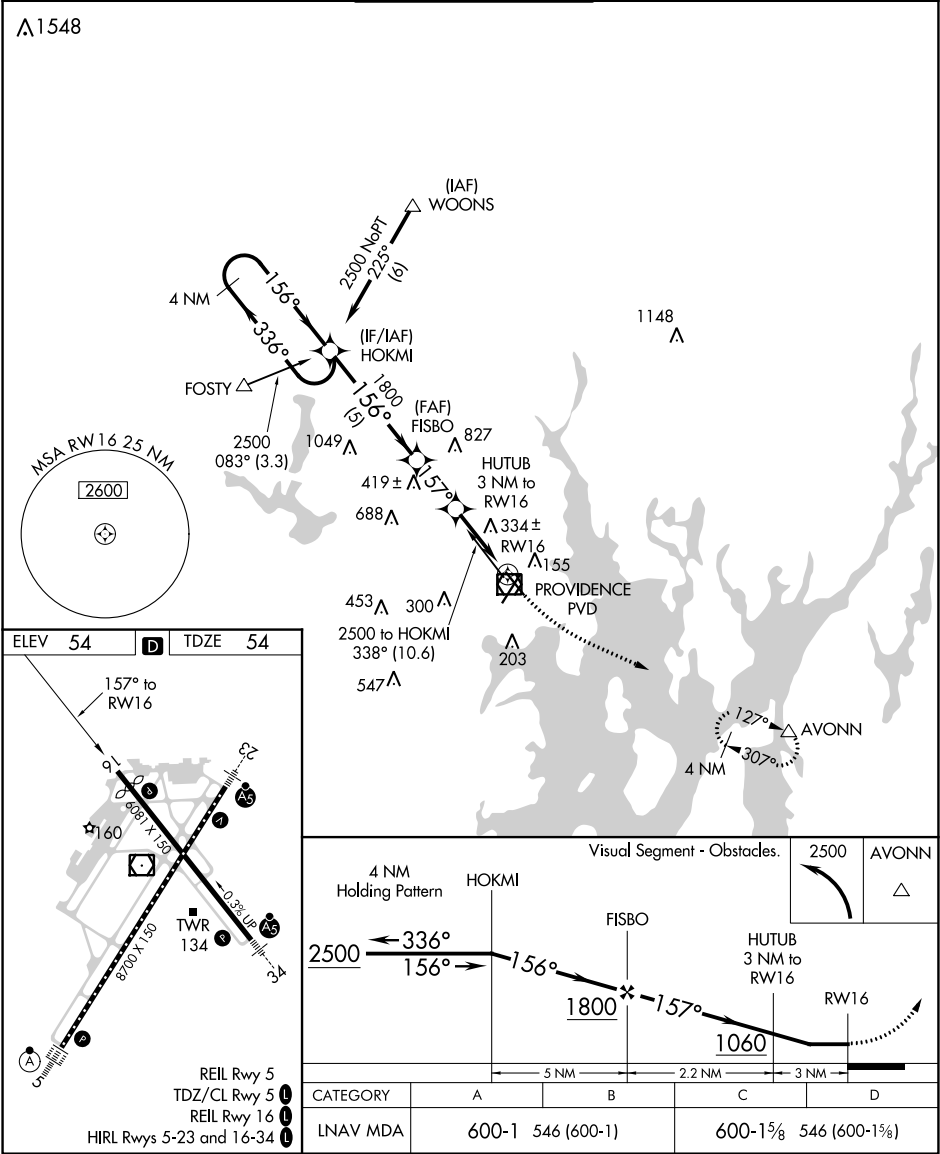 1548
(IAF)
WOONS
2500 NoPT
225°
(6)
4 NM
156°
336°
(IF/IAF)
HOKMI
FOSTY
2500
083° (3.3)
1800
156°
(5)
(FAF)
FISBO
1148
1049
827
419 ±
157°
HUTUB
3 NM to
RW16
688
334 ±
RW16
155
PROVIDENCE
PVD
453
300
2500 to HOKMI
338° (10.6)
203
547
MSA RW 16 25 NM
2600
127°
AVONN
307°
4 NM
ELEV 54 D TDZE 54
157° to
RW16
16
23
P
A5
6081 X 150
V
160
0.3% UP
TWR
134
P
A5
34
8700 X 150
P
A
5
REIL Rwy 5
TDZ/CL Rwy 5 L
REIL Rwy 16 L
HIRL Rwys 5-23 and 16-34 L
Visual Segment - Obstacles.
2500
AVONN
4 NM
Holding Pattern
HOKMI
FISBO
HUTUB
3 NM to
RW16
RW16
2500
336°
156°
156°
1800
157°
1060
5 NM
2.2 NM
3 NM
CATEGORY A B C D
LNAV MDA 600-1 546 (600-1) 600-1⅝ 546 (600-1⅝)